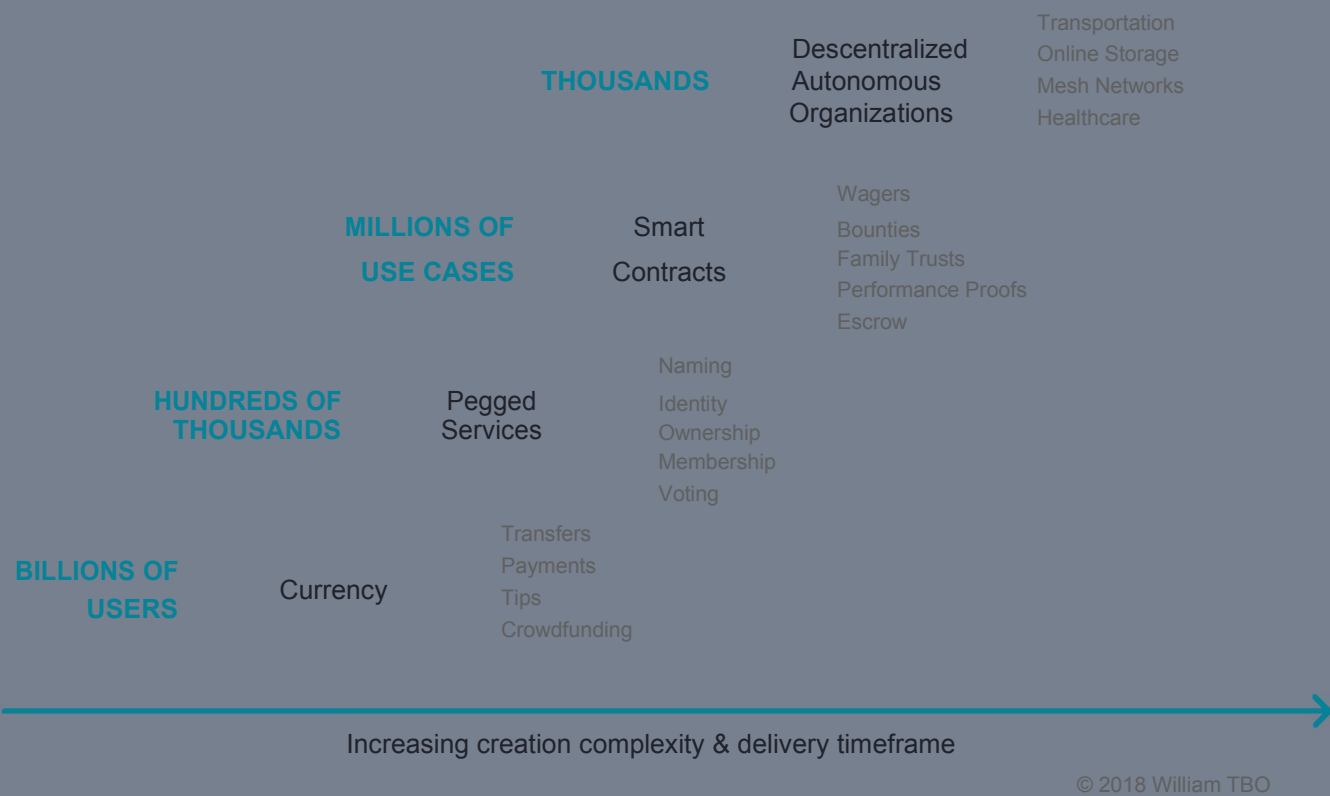 THOUSANDS
Descentralized
Autonomous
Organizations
Transportation
Online Storage
Mesh Networks
Healthcare
MILLIONS OF
USE CASES
Smart
Contracts
Wagers
Bounties
Family Trusts
Performance Proofs
Escrow
HUNDREDS OF
THOUSANDS
Pegged
Services
Naming
Identity
Ownership
Membership
Voting
BILLIONS OF
USERS
Currency
Transfers
Payments
Tips
Crowdfunding
Increasing creation complexity & delivery timeframe
© 2018 William TBO